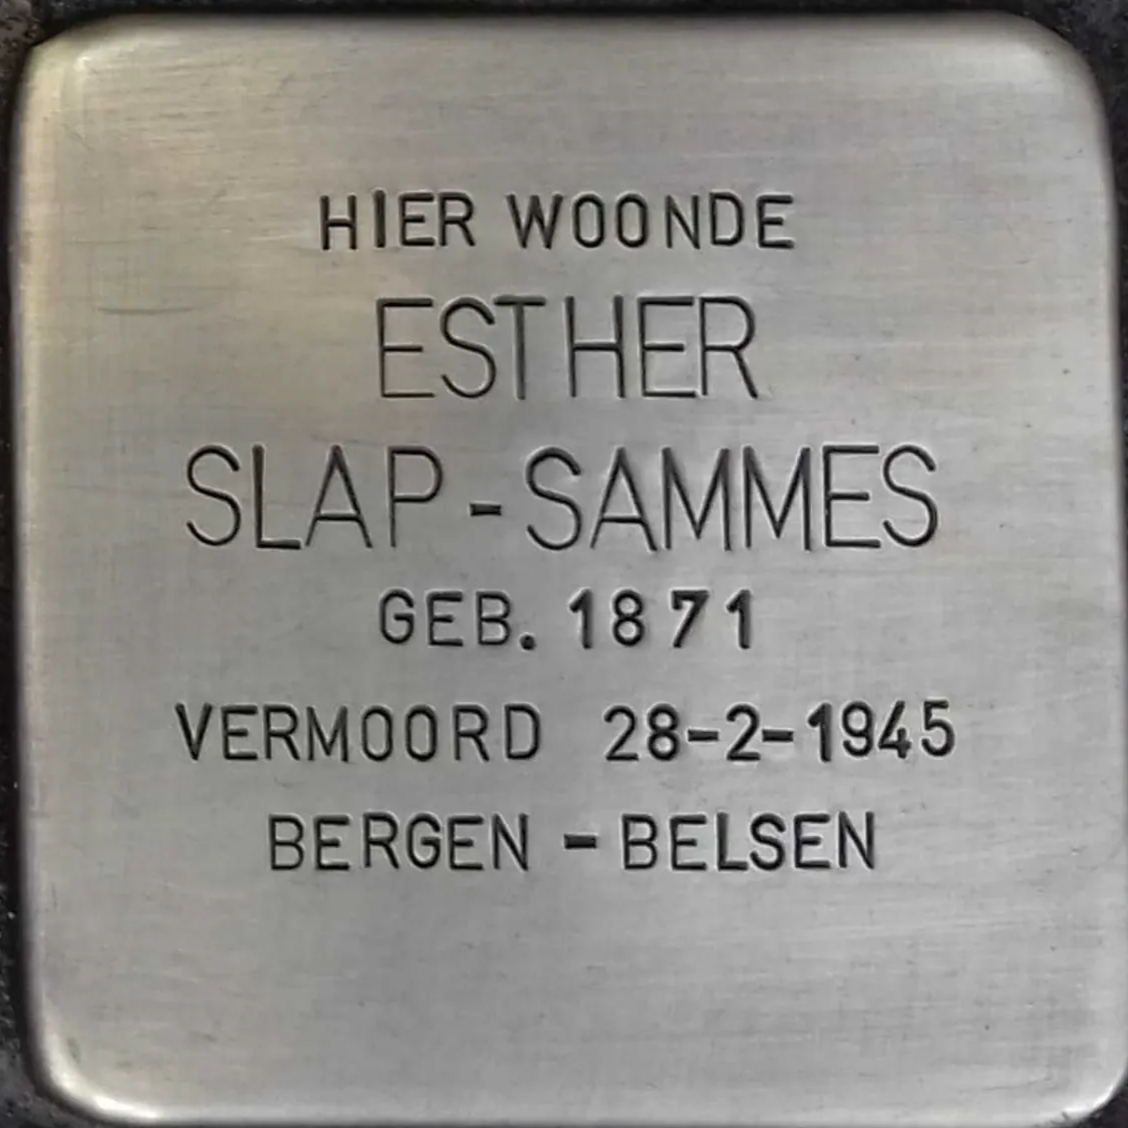 HIER WOONDE
ESTHER
SLAP-SAMMES
GEB. 1871
VERMOORD 28-2-1945
BERGEN - BELSEN